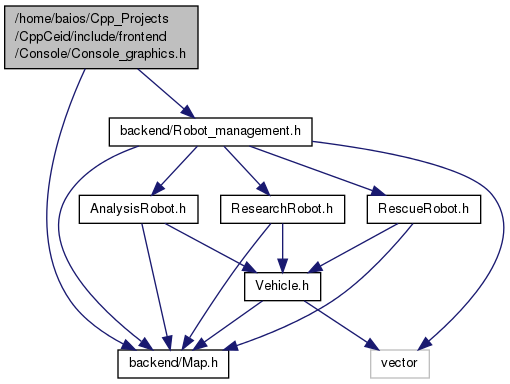 /home/baios/Cpp_Projects
/CppCeid/include/frontend
/Console/Console_graphics.h
backend/Robot_management.h
AnalysisRobot.h
ResearchRobot.h
RescueRobot.h
Vehicle.h
backend/Map.h
vector